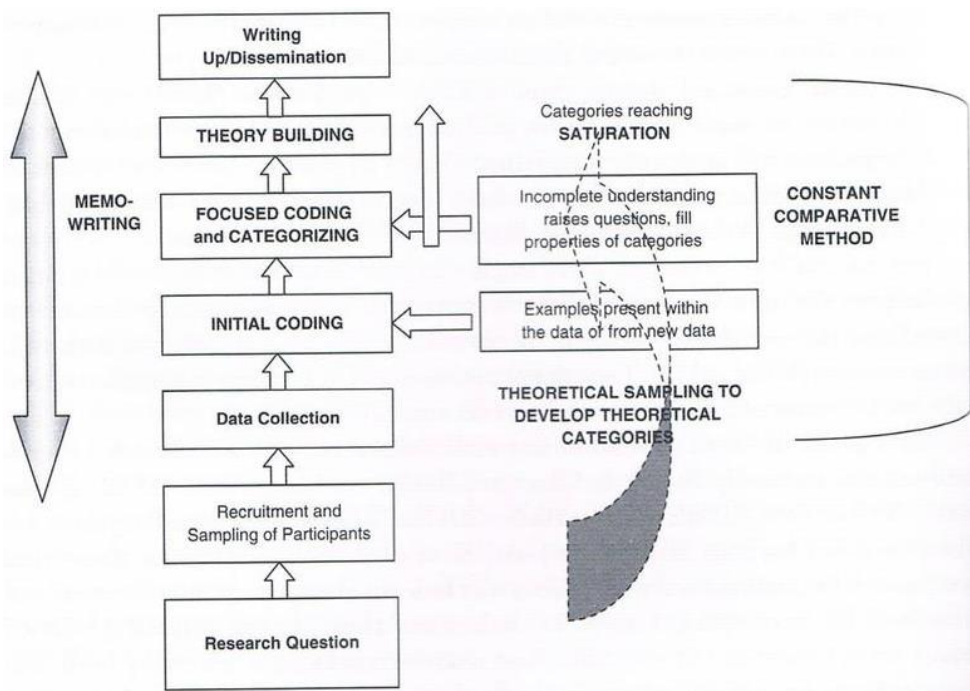 Writing
Up/Dissemination
THEORY BUILDING
MEMO-
WRITING
FOCUSED CODING
and CATEGORIZING
INITIAL CODING
Data Collection
Recruitment and
Sampling of Participants
Research Question
Categories reaching
SATURATION
Incomplete understanding
raises questions, fill
properties of categories
Examples present within
the data or from new data
THEORETICAL SAMPLING TO
DEVELOP THEORETICAL
CATEGORIES
CONSTANT
COMPARATIVE
METHOD